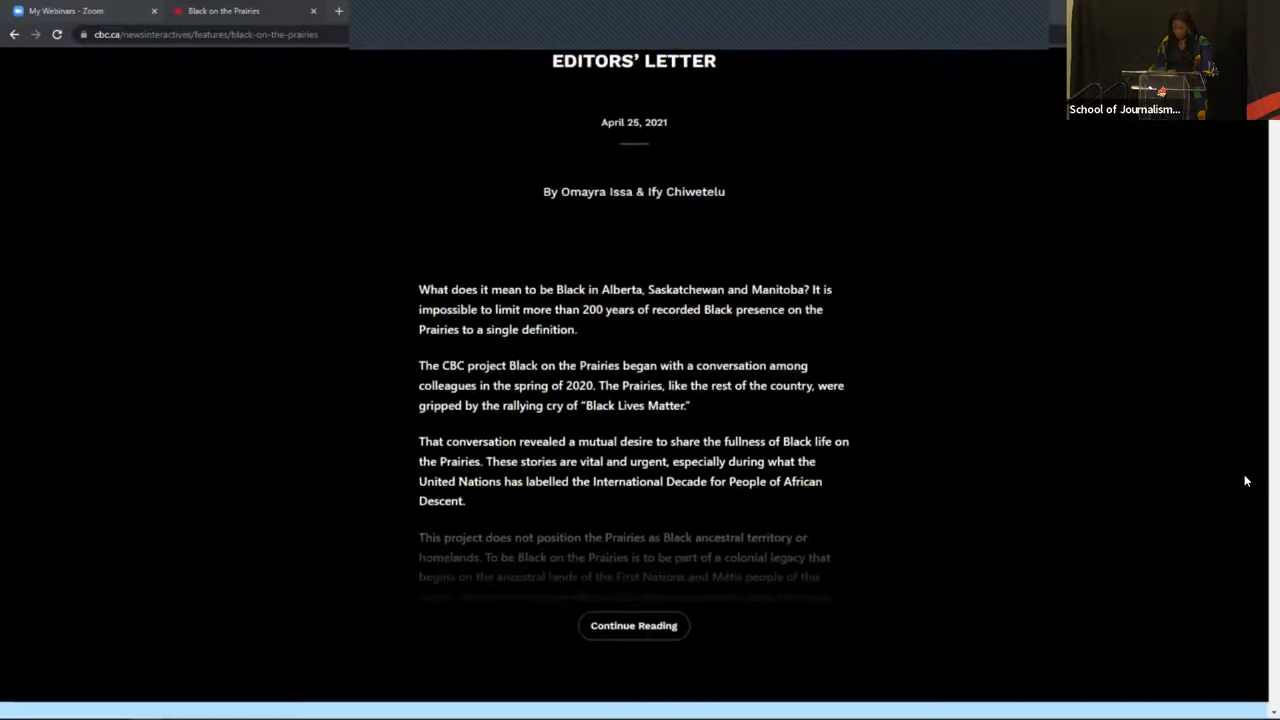 My Webinars - Zoom
Black on the Prairies
cbc.ca/newsinteractives/features/black-on-the-prairies
School of Journalism...
EDITORS' LETTER
April 25, 2021
By Omayra Issa & Ify Chiwetelu
What does it mean to be Black in Alberta, Saskatchewan and Manitoba? It is
impossible to limit more than 200 years of recorded Black presence on the
Prairies to a single definition.
The CBC project Black on the Prairies began with a conversation among
colleagues in the spring of 2020. The Prairies, like the rest of the country, were
gripped by the rallying cry of “Black Lives Matter.”
That conversation revealed a mutual desire to share the fullness of Black life on
the Prairies. These stories are vital and urgent, especially during what the
United Nations has labelled the International Decade for People of African
Descent.
This project does not position the Prairies as Black ancestral territory or
homelands. To be Black on the Prairies is to be part of a colonial legacy that
begins on the ancestral lands of the First Nations and Métis people of this
Continue Reading